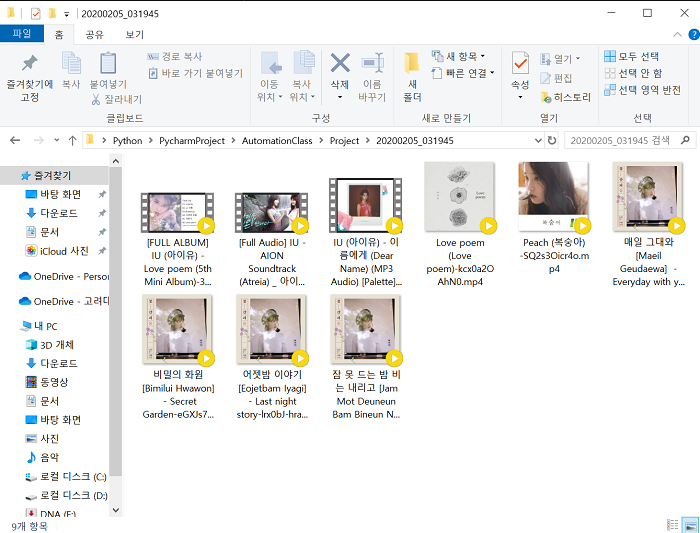 20200205_031945
파일 홈 공유 보기
즐겨찾기에 고정
복사
붙여넣기
경로 복사
바로 가기 붙여넣기
잘라내기
클립보드
이동 위치
복사 위치
삭제
이름 바꾸기
구성
새 폴더
새 항목
빠른 연결
새로 만들기
속성
열기
편집
히스토리
열기
모두 선택
선택 안 함
선택 영역 반전
선택
Python > PycharmProject > AutomationClass > Project > 20200205_031945
20200205_031945 검색
즐겨찾기
바탕 화면
다운로드
문서
iCloud 사진
OneDrive - Person
OneDrive - 고려대
내 PC
3D 개체
다운로드
동영상
문서
바탕 화면
사진
음악
로컬 디스크 (C:)
로컬 디스크 (D:)
DNA (F:)
[FULL ALBUM]
IU (아이유) -
Love poem (5th
Mini Album)-3...
[Full Audio] IU -
AION
Soundtrack
(Atreia) _ 아이...
IU (아이유) - 이
름에게 (Dear
Name) (MP3
Audio) [Palette]...
Love poem
Love poem
(Love
poem)-kcx0a2O
AhN0.mp4
복숭아
Peach (복숭아)
-SQ2s3Oicr4o.m
p4
매일 그대와
[Maeil
Geudaewa] -
Everyday with y...
비밀의 화원
[Bimilui Hwawon]
- Secret
Garden-eGXJs7...
어젯밤 이야기
[Eojetbam Iyagi]
- Last night
story-lrx0bJ-hra...
잠 못 드는 밤 비
는 내리고 [Jam
Mot Deuneun
Bam Bineun N...
9개 항목